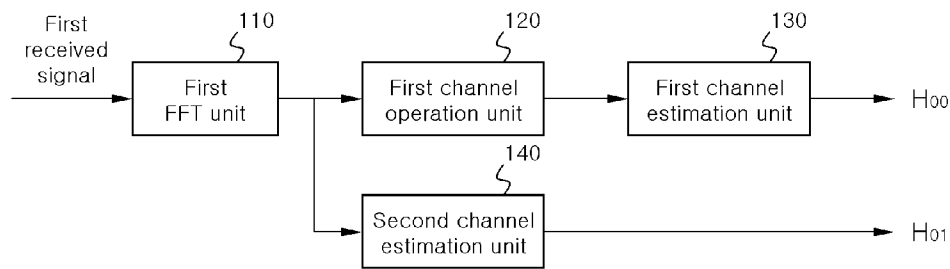 First
received
signal
110
First
FFT unit
120
First channel
operation unit
130
First channel
estimation unit
H00
140
Second channel
estimation unit
H01